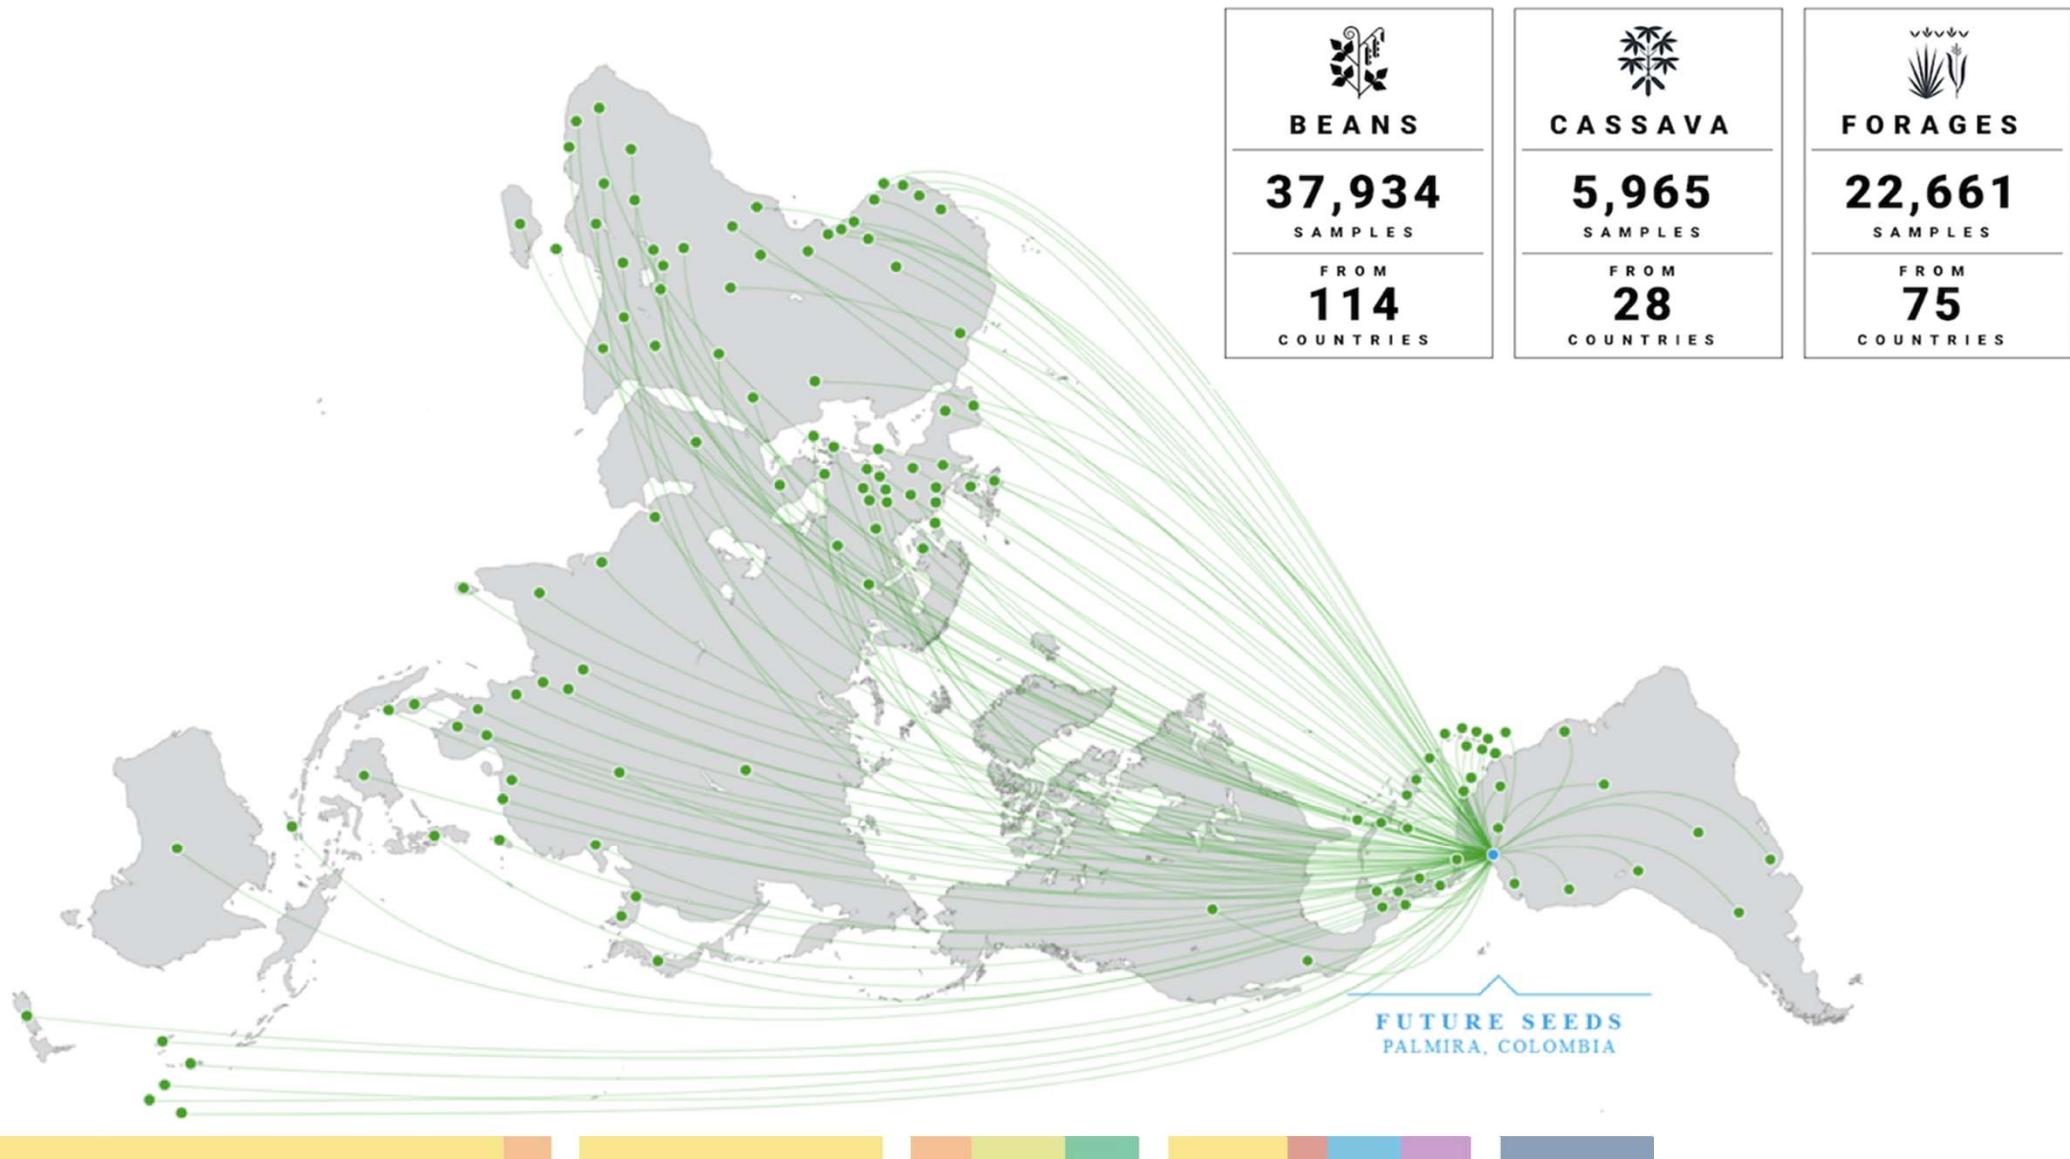 BEANS
37,934
SAMPLES
FROM
114
COUNTRIES
CASSAVA
5,965
SAMPLES
FROM
28
COUNTRIES
FORAGES
22,661
SAMPLES
FROM
75
COUNTRIES
FUTURE SEEDS
PALMIRA, COLOMBIA